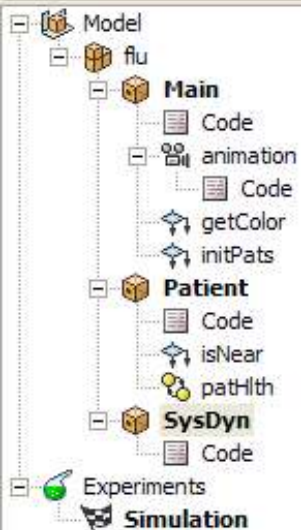 Model
flu
Main
Code
animation
Code
getColor
initPats
Patient
Code
isNear
patHlth
SysDyn
Code
Experiments
Simulation